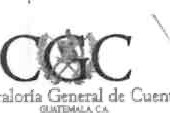 CGC
raloría General de Cuent
GUATEMALA, C.A.